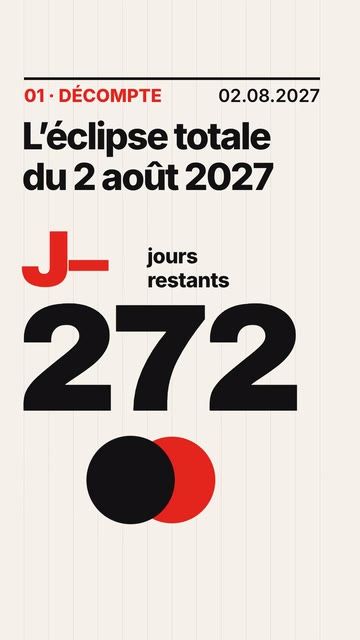 01 · DÉCOMPTE 02.08.2027
L’éclipse totale
du 2 août 2027
J–
jours
restants
272